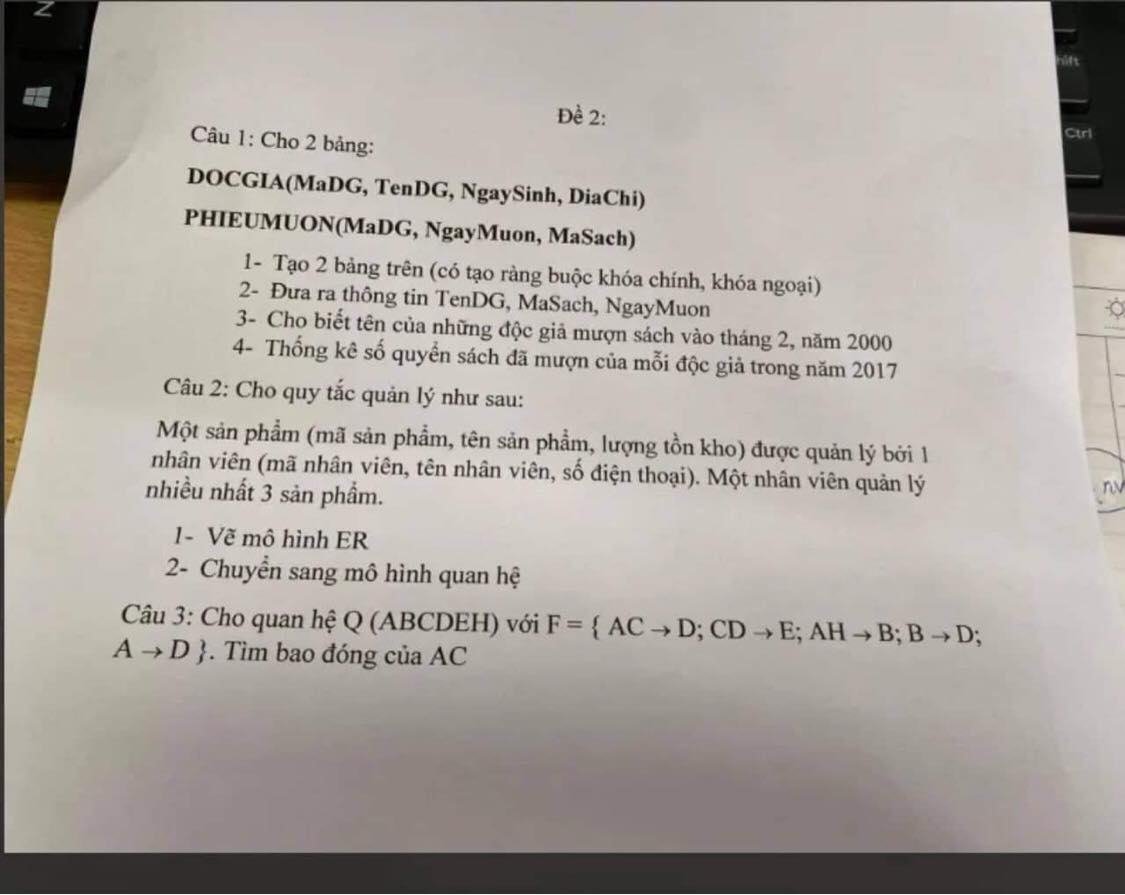 Đề 2:
Câu 1: Cho 2 bảng:
DOCGIA(MaDG, TenDG, NgaySinh, DiaChi)
PHIEUMUON(MaDG, NgayMuon, MaSach)
1- Tạo 2 bảng trên (có tạo ràng buộc khóa chính, khóa ngoại)
2- Đưa ra thông tin TenDG, MaSach, NgayMuon
3- Cho biết tên của những độc giả mượn sách vào tháng 2, năm 2000
4- Thống kê số quyển sách đã mượn của mỗi độc giả trong năm 2017
Câu 2: Cho quy tắc quản lý như sau:
Một sản phẩm (mã sản phẩm, tên sản phẩm, lượng tồn kho) được quản lý bởi 1
nhân viên (mã nhân viên, tên nhân viên, số điện thoại). Một nhân viên quản lý
nhiều nhất 3 sản phẩm.
1- Vẽ mô hình ER
2- Chuyển sang mô hình quan hệ
Câu 3: Cho quan hệ Q (ABCDEH) với F = { AC → D; CD → E; AH → B; B → D;
A → D }. Tìm bao đóng của AC
Ctrl
nv